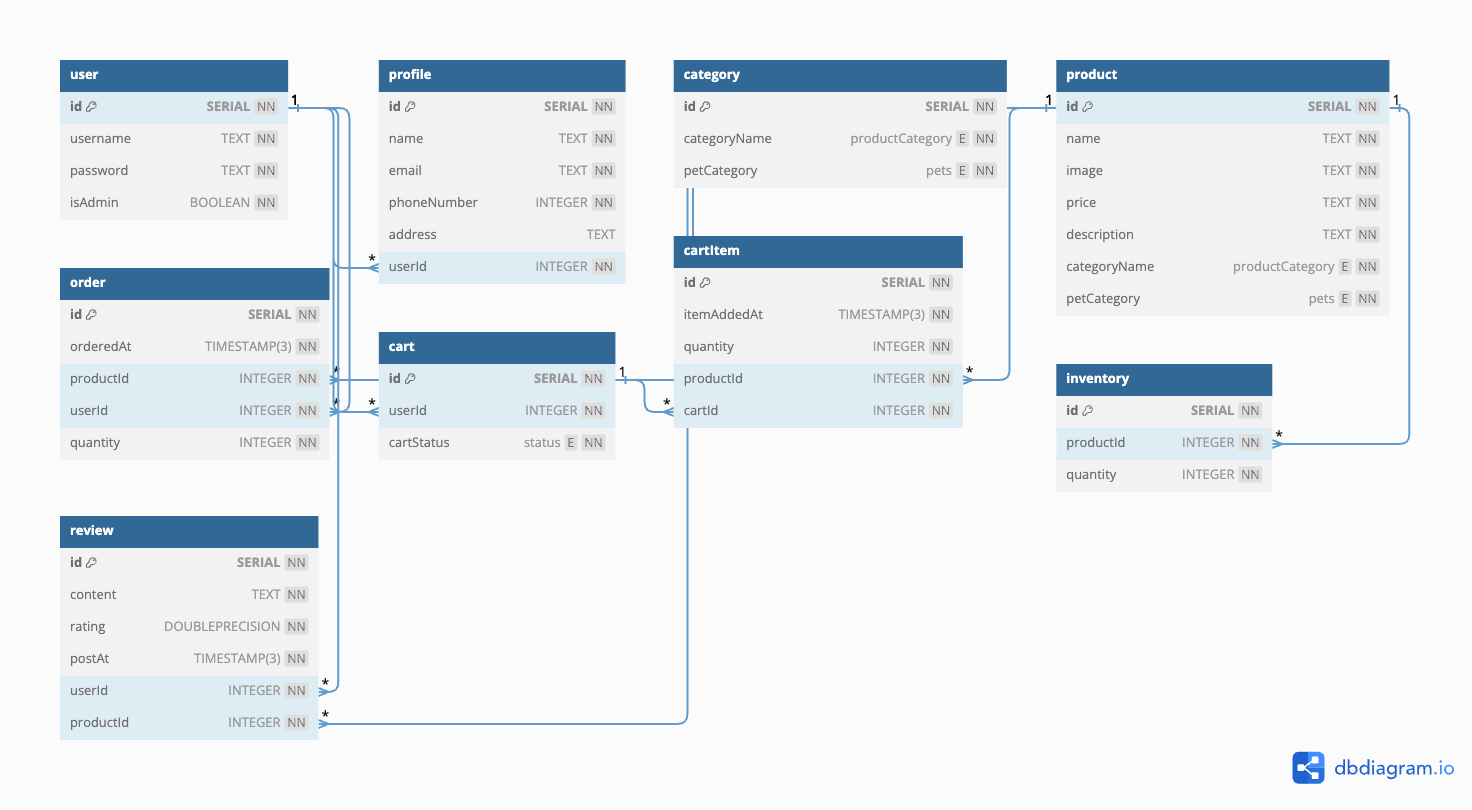 user
id SERIAL NN
username TEXT NN
password TEXT NN
isAdmin BOOLEAN NN
1
profile
id SERIAL NN
name TEXT NN
email TEXT NN
phoneNumber INTEGER NN
address TEXT
* userId INTEGER NN
category
id SERIAL NN
categoryName productCategory E NN
petCategory pets E NN
product
1 id SERIAL NN 1
name TEXT NN
image TEXT NN
price TEXT NN
description TEXT NN
categoryName productCategory E NN
petCategory pets E NN
order
id SERIAL NN
orderedAt TIMESTAMP(3) NN
productId INTEGER NN *
userId INTEGER NN *
quantity INTEGER NN
cart
id SERIAL NN 1
* userId INTEGER NN
cartStatus status E NN
cartItem
id SERIAL NN
itemAddedAt TIMESTAMP(3) NN
quantity INTEGER NN
productId INTEGER NN *
* cartId INTEGER NN
inventory
id SERIAL NN
productId INTEGER NN *
quantity INTEGER NN
review
id SERIAL NN
content TEXT NN
rating DOUBLEPRECISION NN
postAt TIMESTAMP(3) NN
userId INTEGER NN *
productId INTEGER NN *
dbdiagram.io